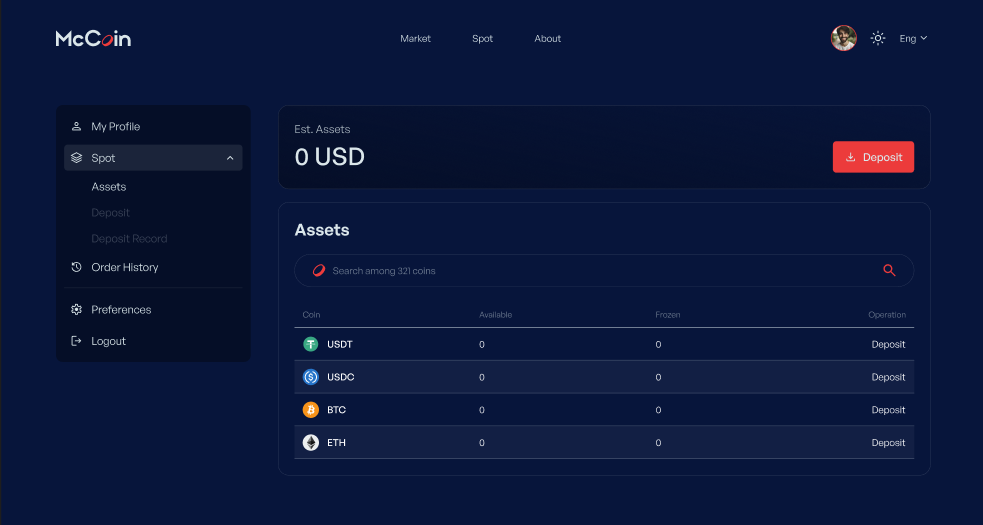 McCoin
Market Spot About
Eng
My Profile
Spot
Assets
Deposit
Deposit Record
Order History
Preferences
Logout
Est. Assets
0 USD
Deposit
Assets
Search among 321 coins
Coin Available Frozen Operation
USDT 0 0 Deposit
USDC 0 0 Deposit
BTC 0 0 Deposit
ETH 0 0 Deposit